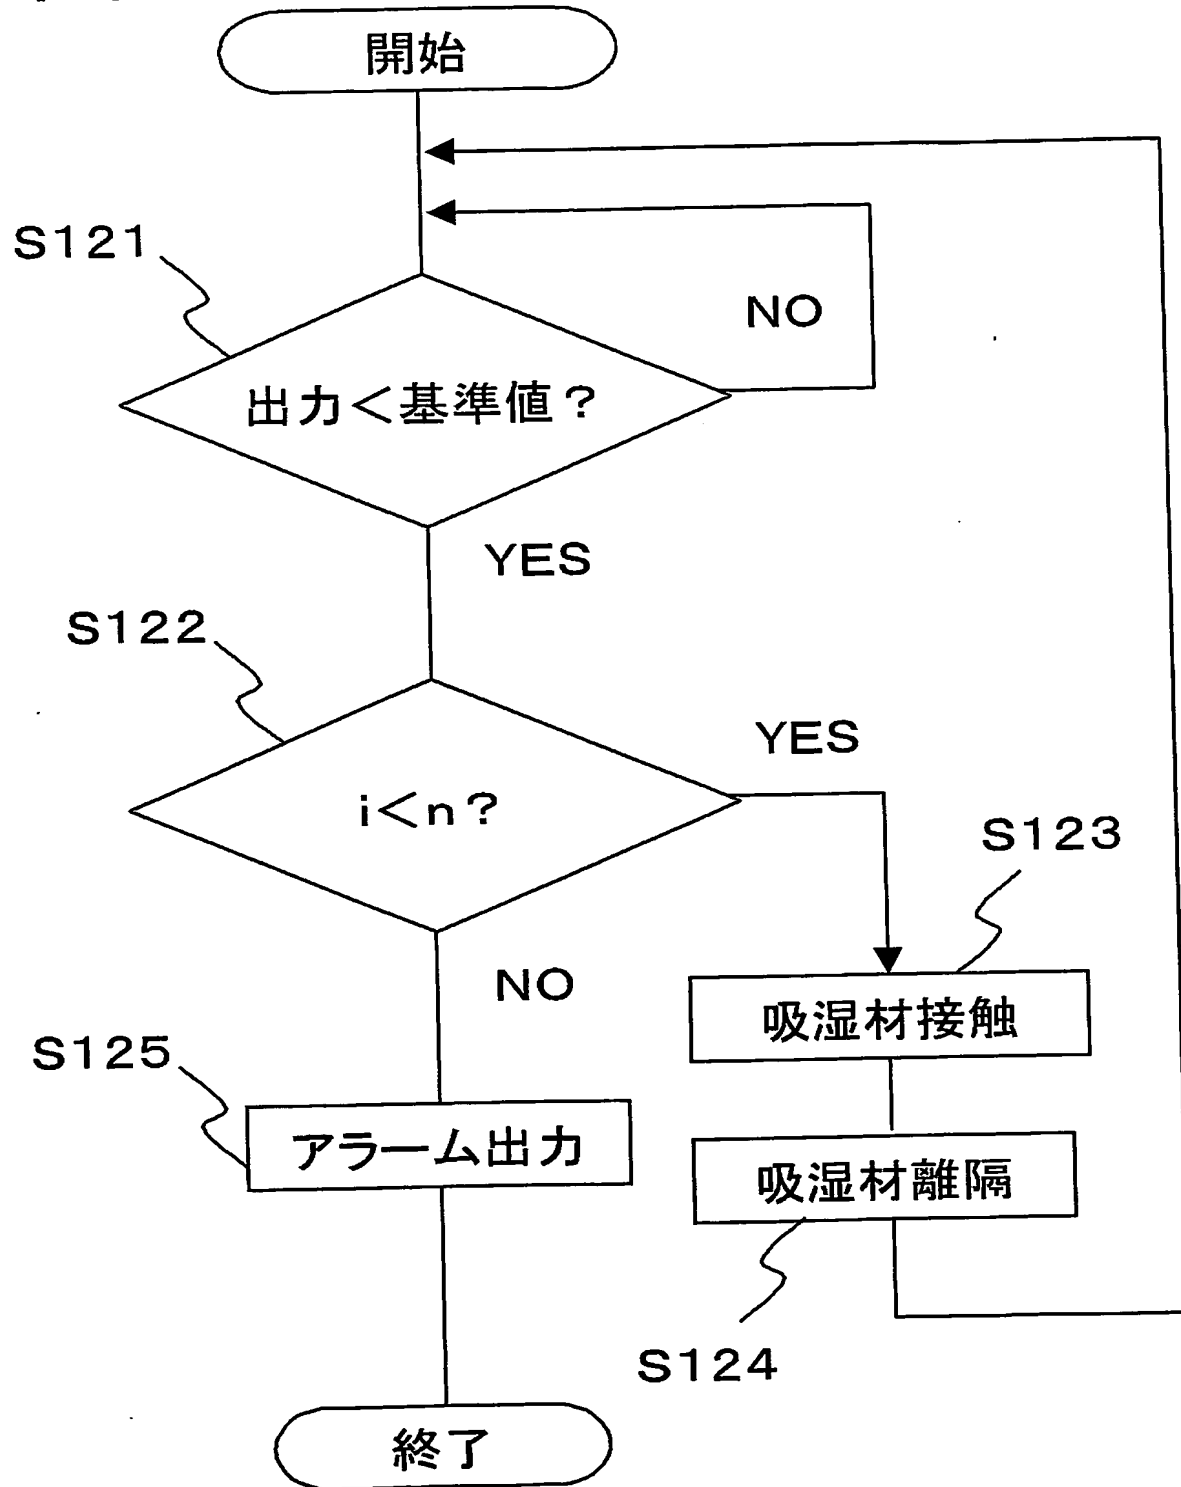 開始
S121
NO
出力＜基準値？
YES
S122
YES
i＜n？
S123
NO
吸湿材接触
S125
アラーム出力
吸湿材離隔
S124
終了